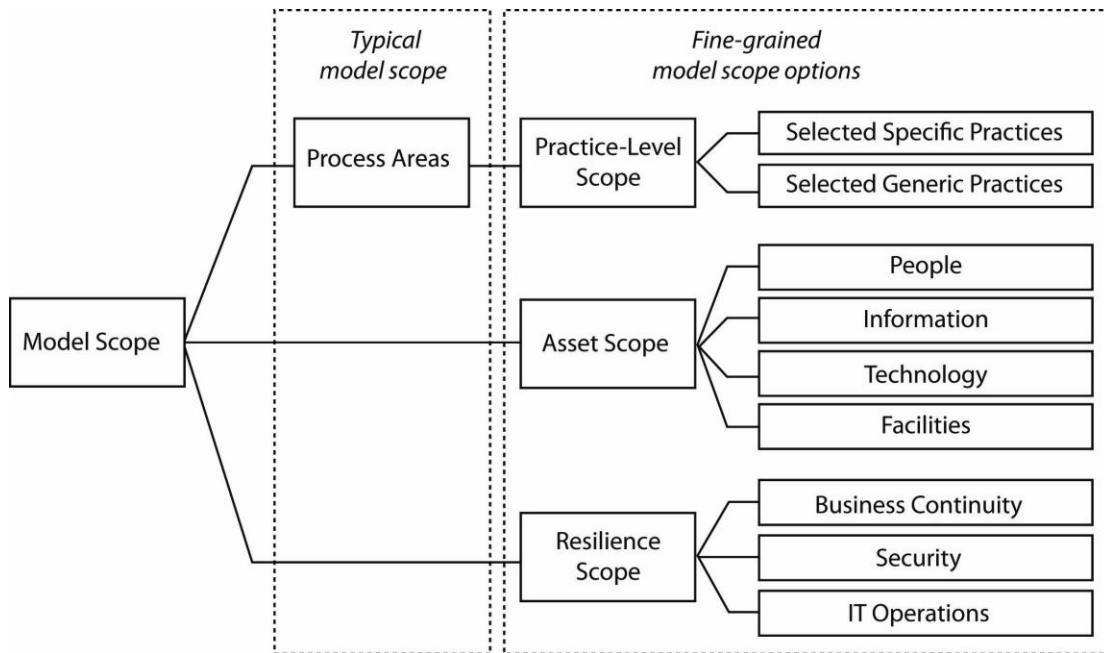 Typical
model scope
Fine-grained
model scope options
Process Areas
Practice-Level
Scope
Selected Specific Practices
Selected Generic Practices
Model Scope
Asset Scope
People
Information
Technology
Facilities
Resilience
Scope
Business Continuity
Security
IT Operations